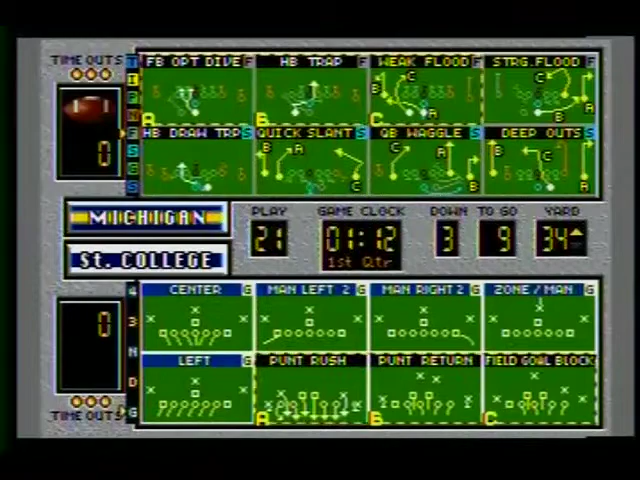 TIME OUTS
T I F N F S G S
FB OPT DIVE F HB TRAP F WEAK FLOOD F STRG.FLOOD F
C C B B A
A B C A B A
0
HB DRAW TRP S QUICK SLANT S QB WAGGLE S DEEP OUTS S
B A C A B C
C B A
MICHIGAN
PLAY GAME CLOCK DOWN TO GO YARD
21 01:12 3 9 34
1st Qtr
St. COLLEGE
CENTER G MAN LEFT 2 G MAN RIGHT 2 G ZONE / MAN G
4 3 N D G
0
LEFT G PUNT RUSH PUNT RETURN FIELD GOAL BLOCK
A B C
TIME OUTS